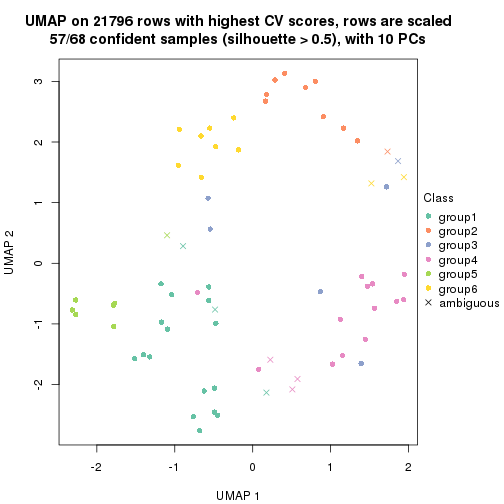 UMAP on 21796 rows with highest CV scores, rows are scaled
57/68 confident samples (silhouette > 0.5), with 10 PCs
3
2
1
0
-1
-2
UMAP 2
-2
-1
0
1
2
UMAP 1
Class
group1
group2
group3
group4
group5
group6
ambiguous